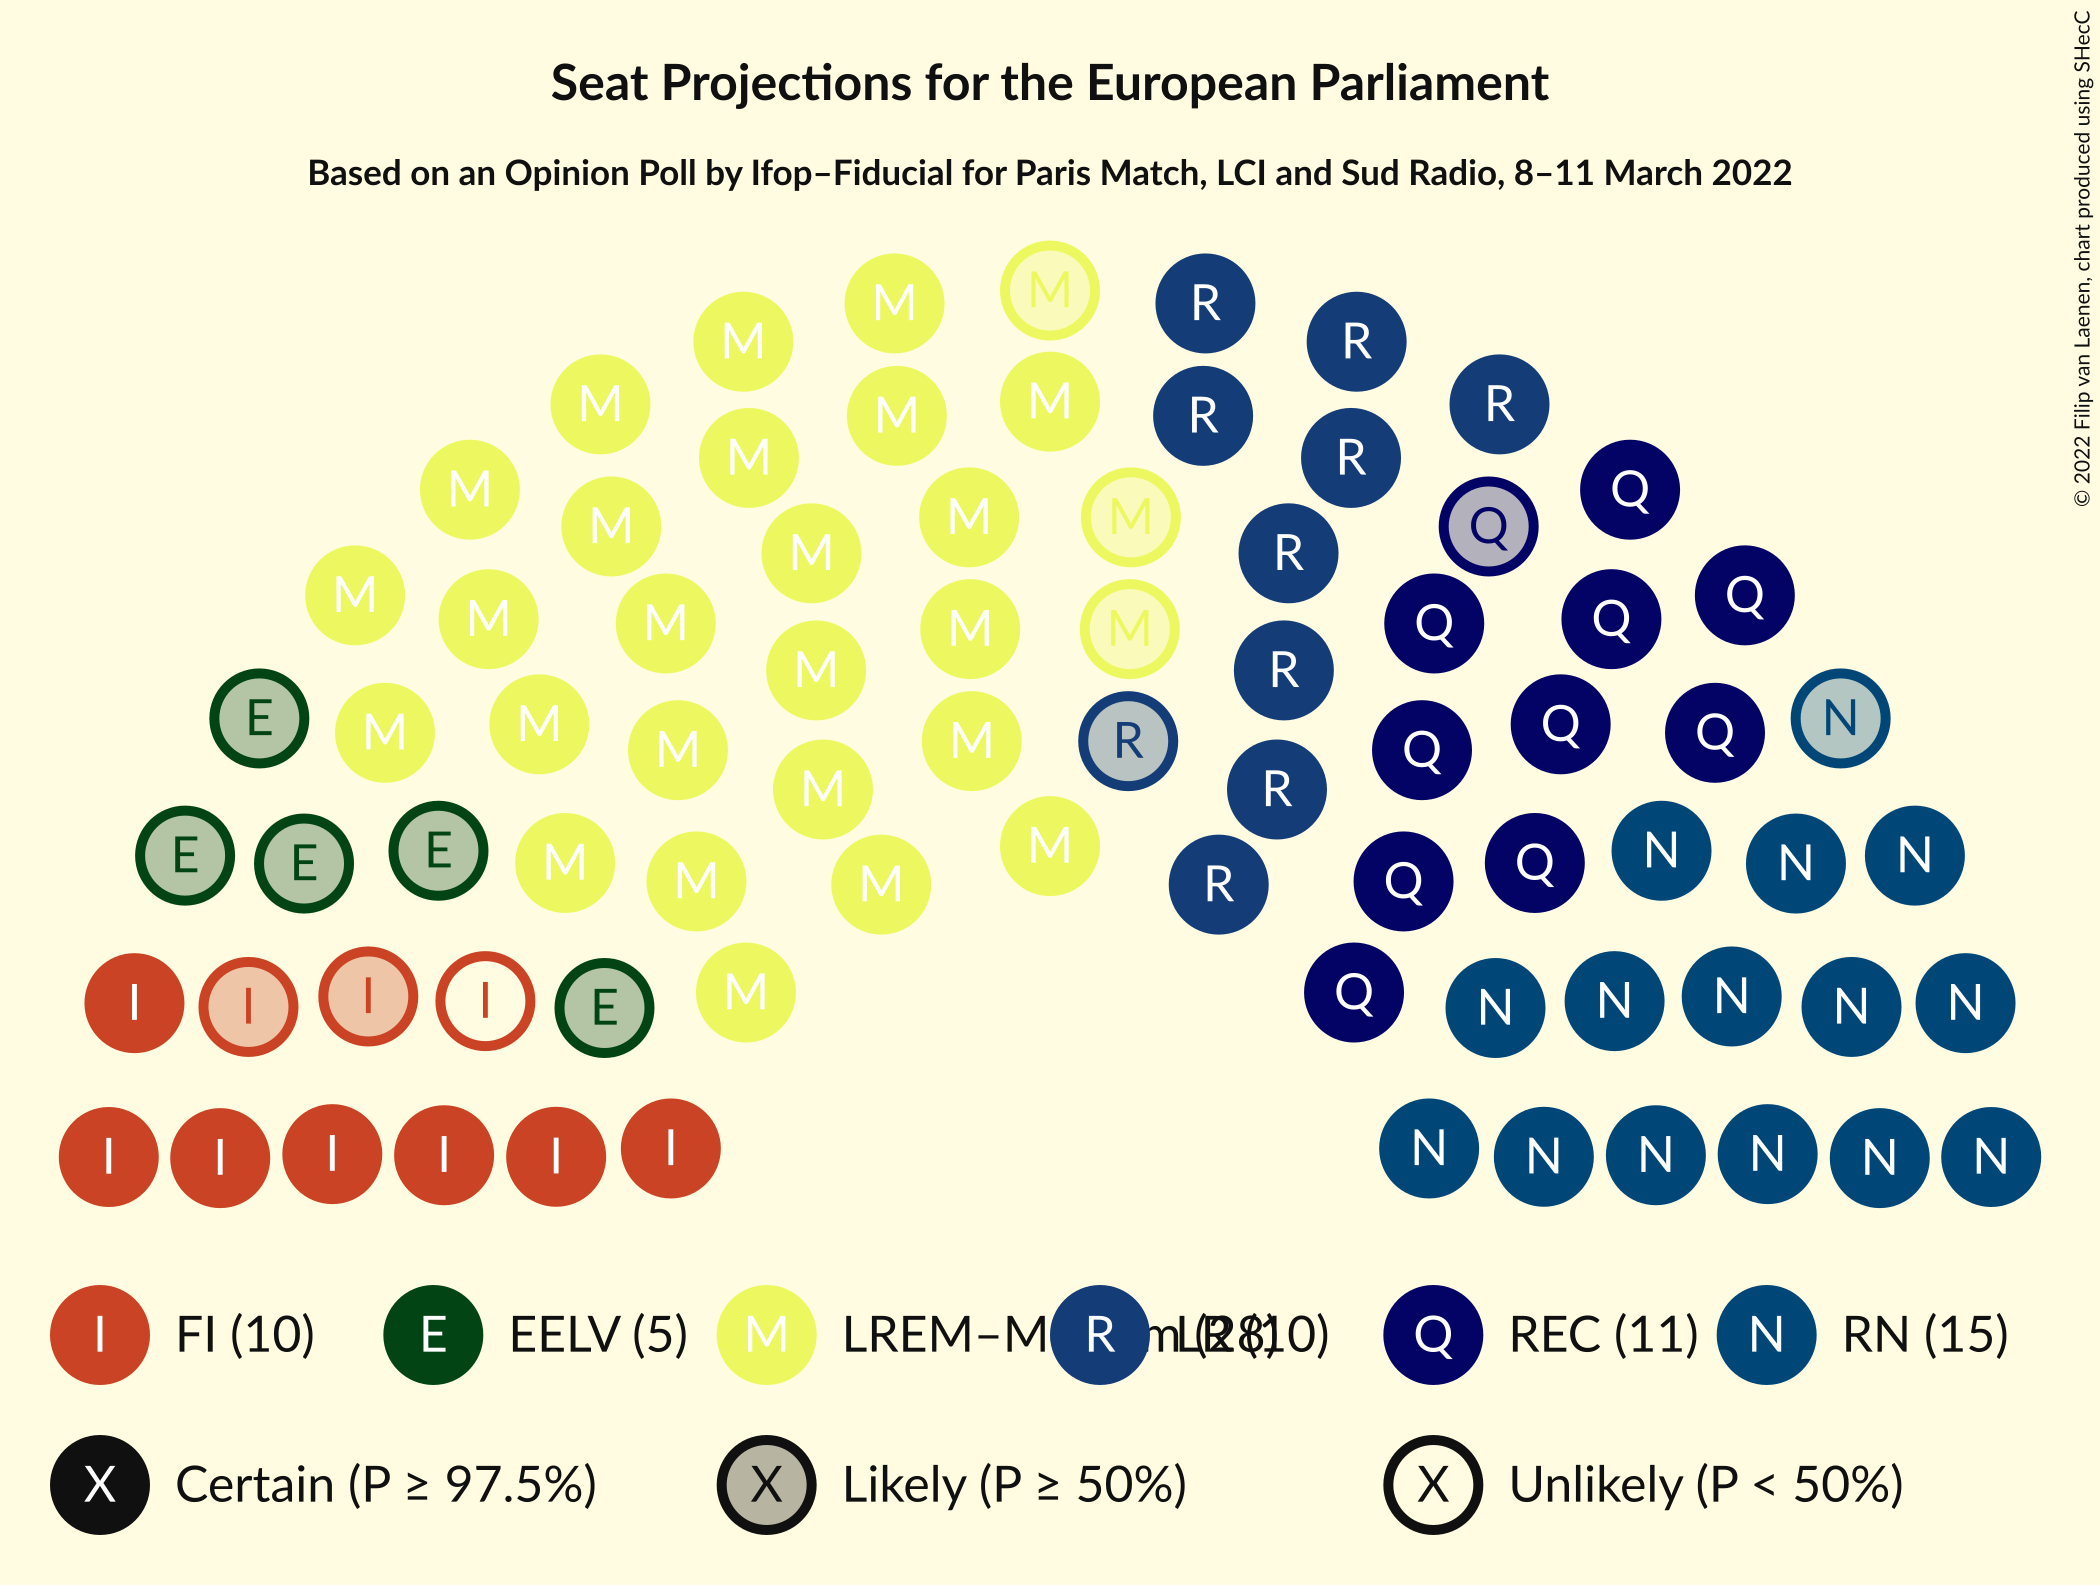 Seat Projections for the European Parliament
Based on an Opinion Poll by Ifop–Fiducial for Paris Match, LCI and Sud Radio, 8–11 March 2022
© 2022 Filip van Laenen, chart produced using SHecC
M M M R R
M M M M R R R
M M M M Q Q
M M M M R Q
M M M M M R Q Q Q
E M M M M M R R Q Q Q N
E E E M M M M R Q Q N N N
I I I I E M Q N N N N N
I I I I I I N N N N N N
I FI (10) E EELV (5) M LREM–M R LR (10) Q REC (11) N RN (15)
X Certain (P ≥ 97.5%) X Likely (P ≥ 50%) X Unlikely (P < 50%)